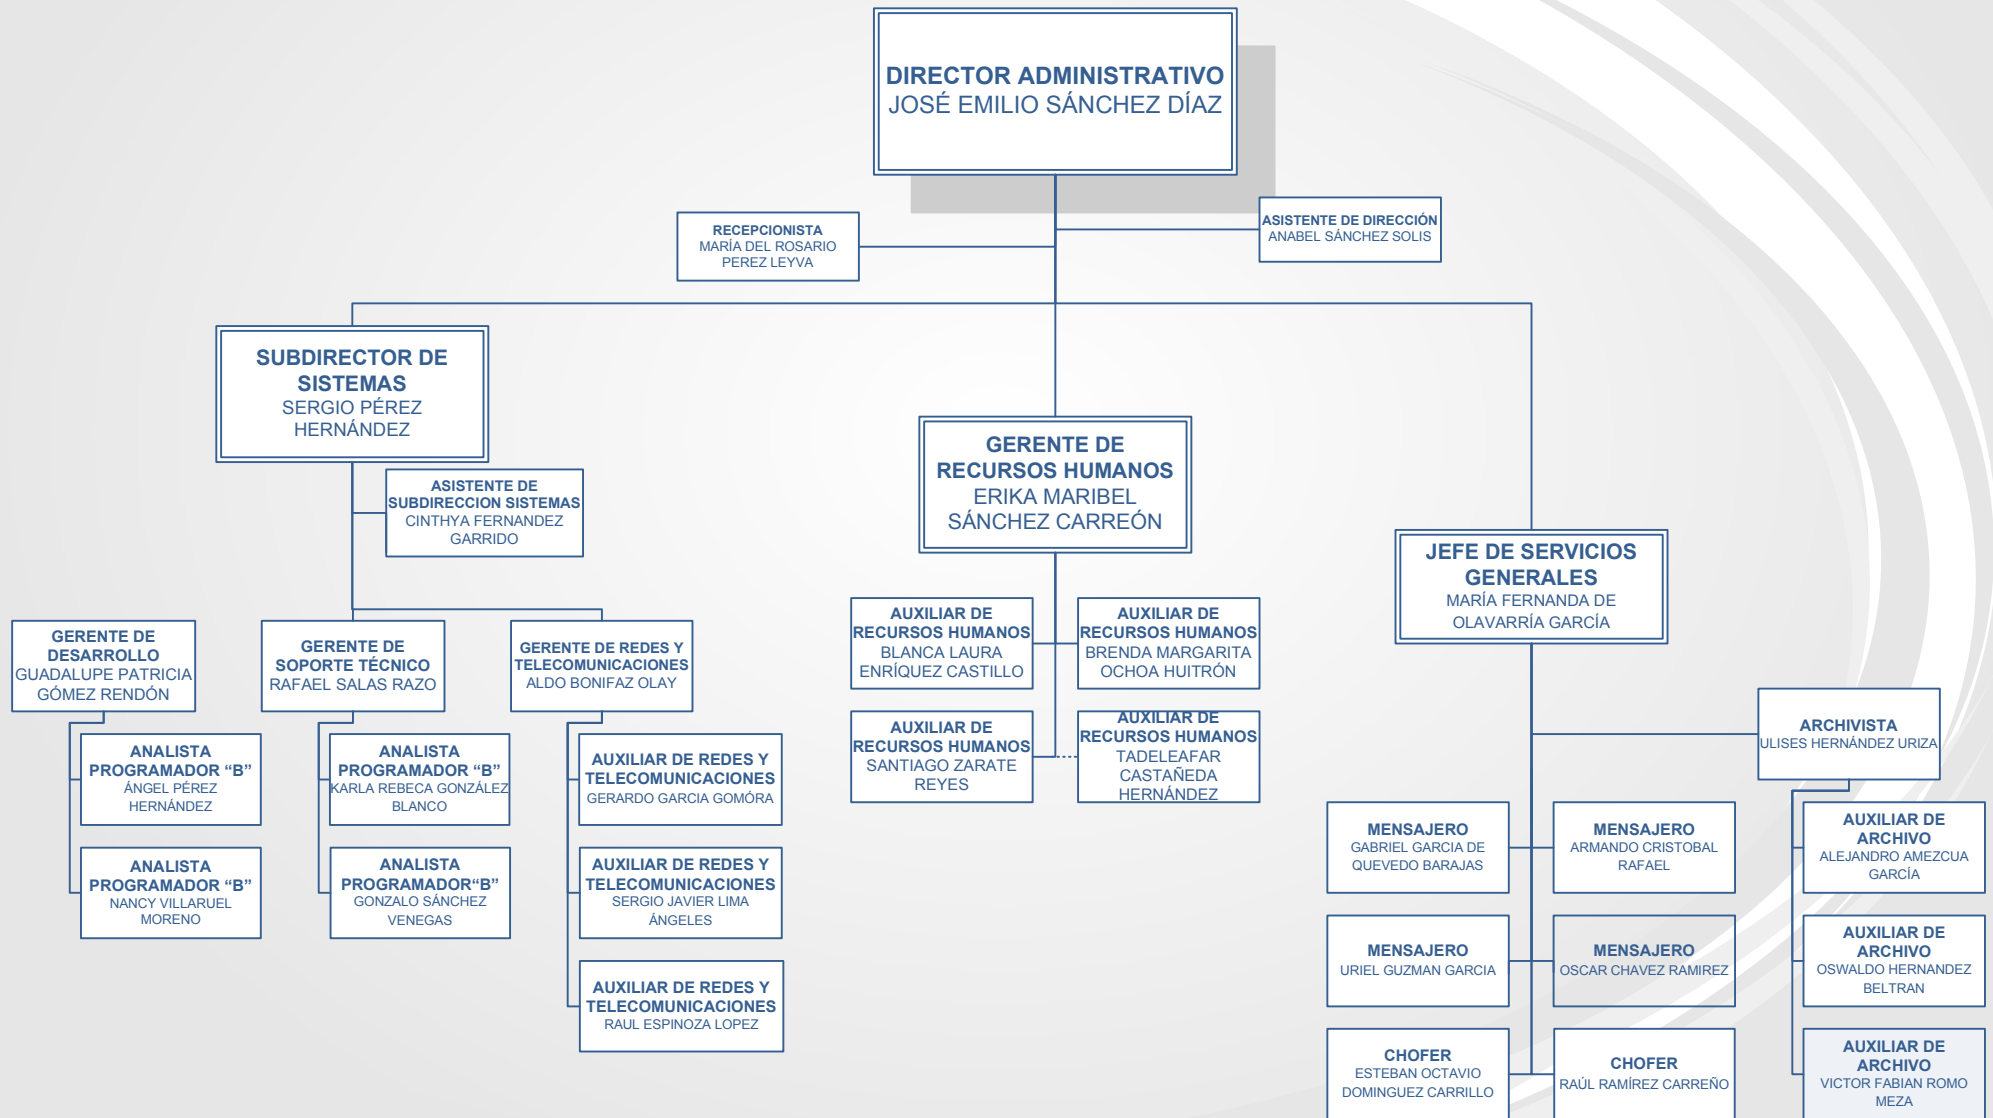 DIRECTOR ADMINISTRATIVO
JOSÉ EMILIO SÁNCHEZ DÍAZ
RECEPCIONISTA
MARÍA DEL ROSARIO
PEREZ LEYVA
ASISTENTE DE DIRECCIÓN
ANABEL SÁNCHEZ SOLIS
SUBDIRECTOR DE
SISTEMAS
SERGIO PÉREZ
HERNÁNDEZ
ASISTENTE DE
SUBDIRECCION SISTEMAS
CINTHYA FERNANDEZ
GARRIDO
GERENTE DE
DESARROLLO
GUADALUPE PATRICIA
GÓMEZ RENDÓN
ANALISTA
PROGRAMADOR “B”
ÁNGEL PÉREZ
HERNÁNDEZ
ANALISTA
PROGRAMADOR “B”
NANCY VILLARUEL
MORENO
GERENTE DE
SOPORTE TÉCNICO
RAFAEL SALAS RAZO
ANALISTA
PROGRAMADOR “B”
KARLA REBECA GONZÁLEZ
BLANCO
ANALISTA
PROGRAMADOR“B”
GONZALO SÁNCHEZ
VENEGAS
GERENTE DE REDES Y
TELECOMUNICACIONES
ALDO BONIFAZ OLAY
AUXILIAR DE REDES Y
TELECOMUNICACIONES
GERARDO GARCIA GOMÓRA
AUXILIAR DE REDES Y
TELECOMUNICACIONES
SERGIO JAVIER LIMA
ÁNGELES
AUXILIAR DE REDES Y
TELECOMUNICACIONES
RAUL ESPINOZA LOPEZ
GERENTE DE
RECURSOS HUMANOS
ERIKA MARIBEL
SÁNCHEZ CARREÓN
AUXILIAR DE
RECURSOS HUMANOS
BLANCA LAURA
ENRÍQUEZ CASTILLO
AUXILIAR DE
RECURSOS HUMANOS
BRENDA MARGARITA
OCHOA HUITRÓN
AUXILIAR DE
RECURSOS HUMANOS
SANTIAGO ZARATE
REYES
AUXILIAR DE
RECURSOS HUMANOS
TADELEAFAR
CASTAÑEDA
HERNÁNDEZ
JEFE DE SERVICIOS
GENERALES
MARÍA FERNANDA DE
OLAVARRÍA GARCÍA
ARCHIVISTA
ULISES HERNÁNDEZ URIZA
MENSAJERO
GABRIEL GARCIA DE
QUEVEDO BARAJAS
MENSAJERO
ARMANDO CRISTOBAL
RAFAEL
MENSAJERO
URIEL GUZMAN GARCIA
MENSAJERO
OSCAR CHAVEZ RAMIREZ
CHOFER
ESTEBAN OCTAVIO
DOMINGUEZ CARRILLO
CHOFER
RAÚL RAMÍREZ CARREÑO
AUXILIAR DE
ARCHIVO
ALEJANDRO AMEZCUA
GARCÍA
AUXILIAR DE
ARCHIVO
OSWALDO HERNANDEZ
BELTRAN
AUXILIAR DE
ARCHIVO
VICTOR FABIAN ROMO
MEZA